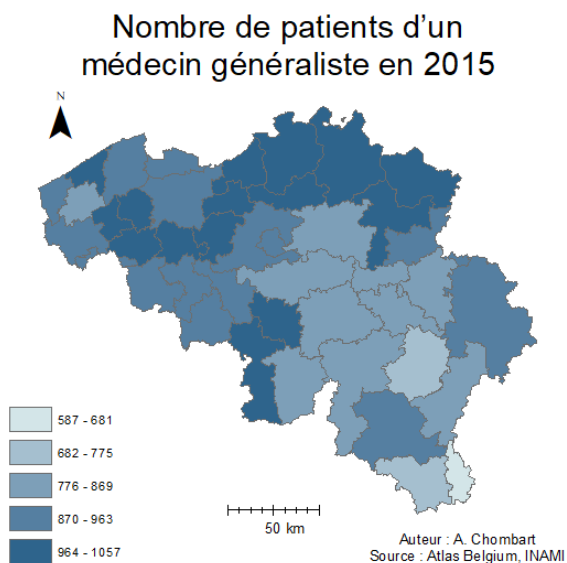 Nombre de patients d'un
médecin généraliste en 2015
N
587 - 681
682 - 775
776 - 869
870 - 963
964 - 1057
50 km
Auteur : A. Chombart
Source : Atlas Belgium, INAMI